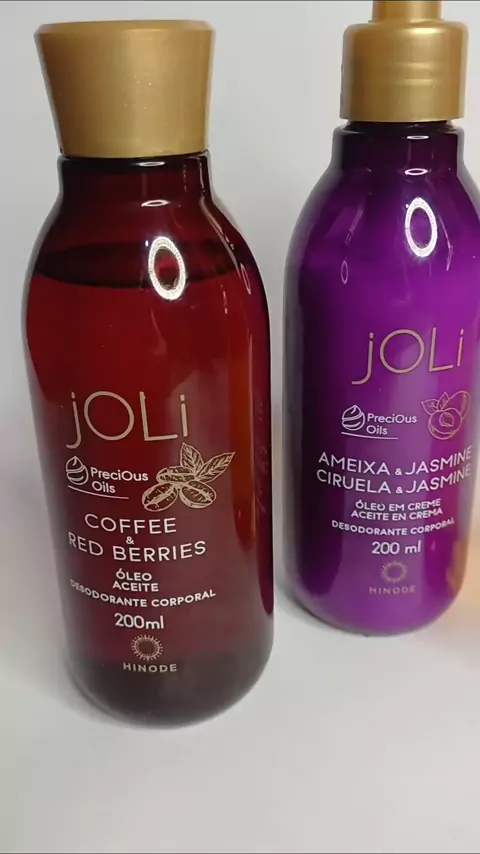 jOLi
PreciOus
Oils
COFFEE
&
RED BERRIES
ÓLEO
ACEITE
DESODORANTE CORPORAL
200ml
HINODE
jOLi
PreciOus
Oils
AMEIXA & JASMINE
CIRUELA & JASMINE
ÓLEO EM CREME
ACEITE EN CREMA
DESODORANTE CORPORAL
200 ml
HINODE